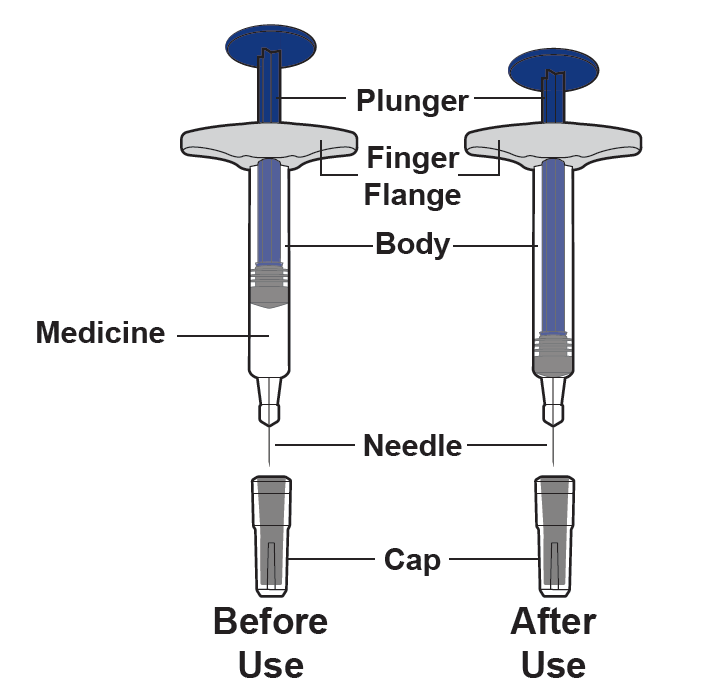 Plunger
Finger
Flange
Body
Medicine
Needle
Cap
Before
Use
After
Use